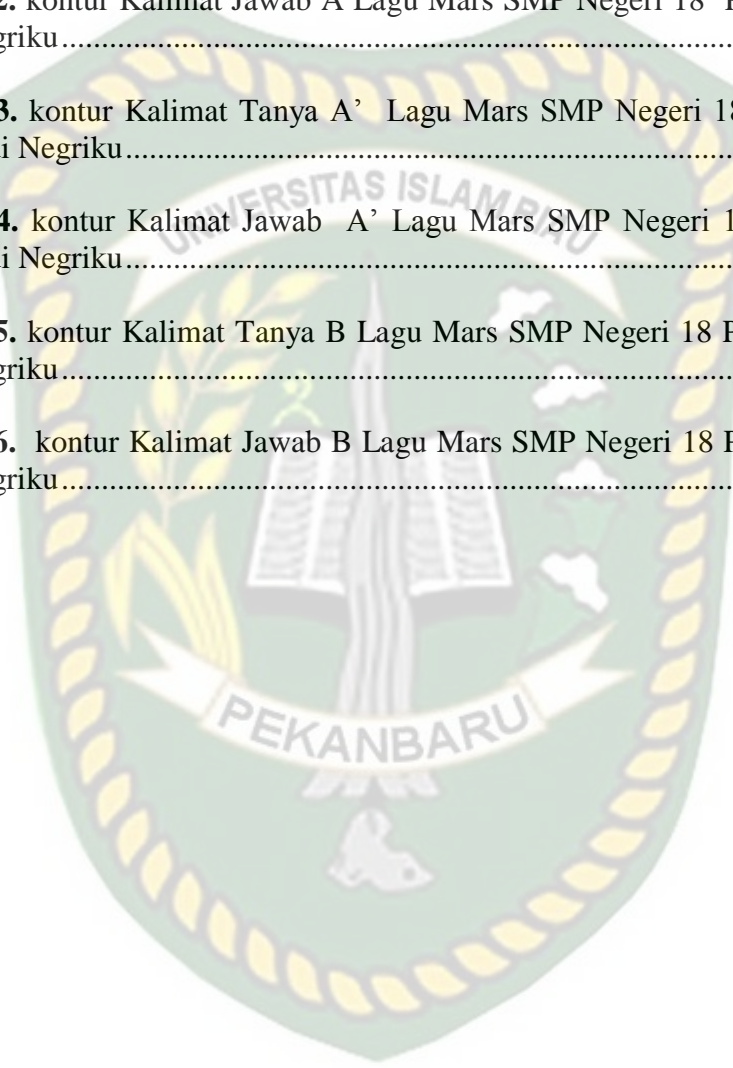 2. kontur Kalimat Jawab A Lagu Mars SMP Negeri 18
griku
3. kontur Kalimat Tanya A’ Lagu Mars SMP Negeri 18
i Negriku
UNIVERSITAS ISLAM RIAU
4. kontur Kalimat Jawab A’ Lagu Mars SMP Negeri 1
i Negriku
5. kontur Kalimat Tanya B Lagu Mars SMP Negeri 18 P
griku
6. kontur Kalimat Jawab B Lagu Mars SMP Negeri 18 P
griku
PEKANBARU